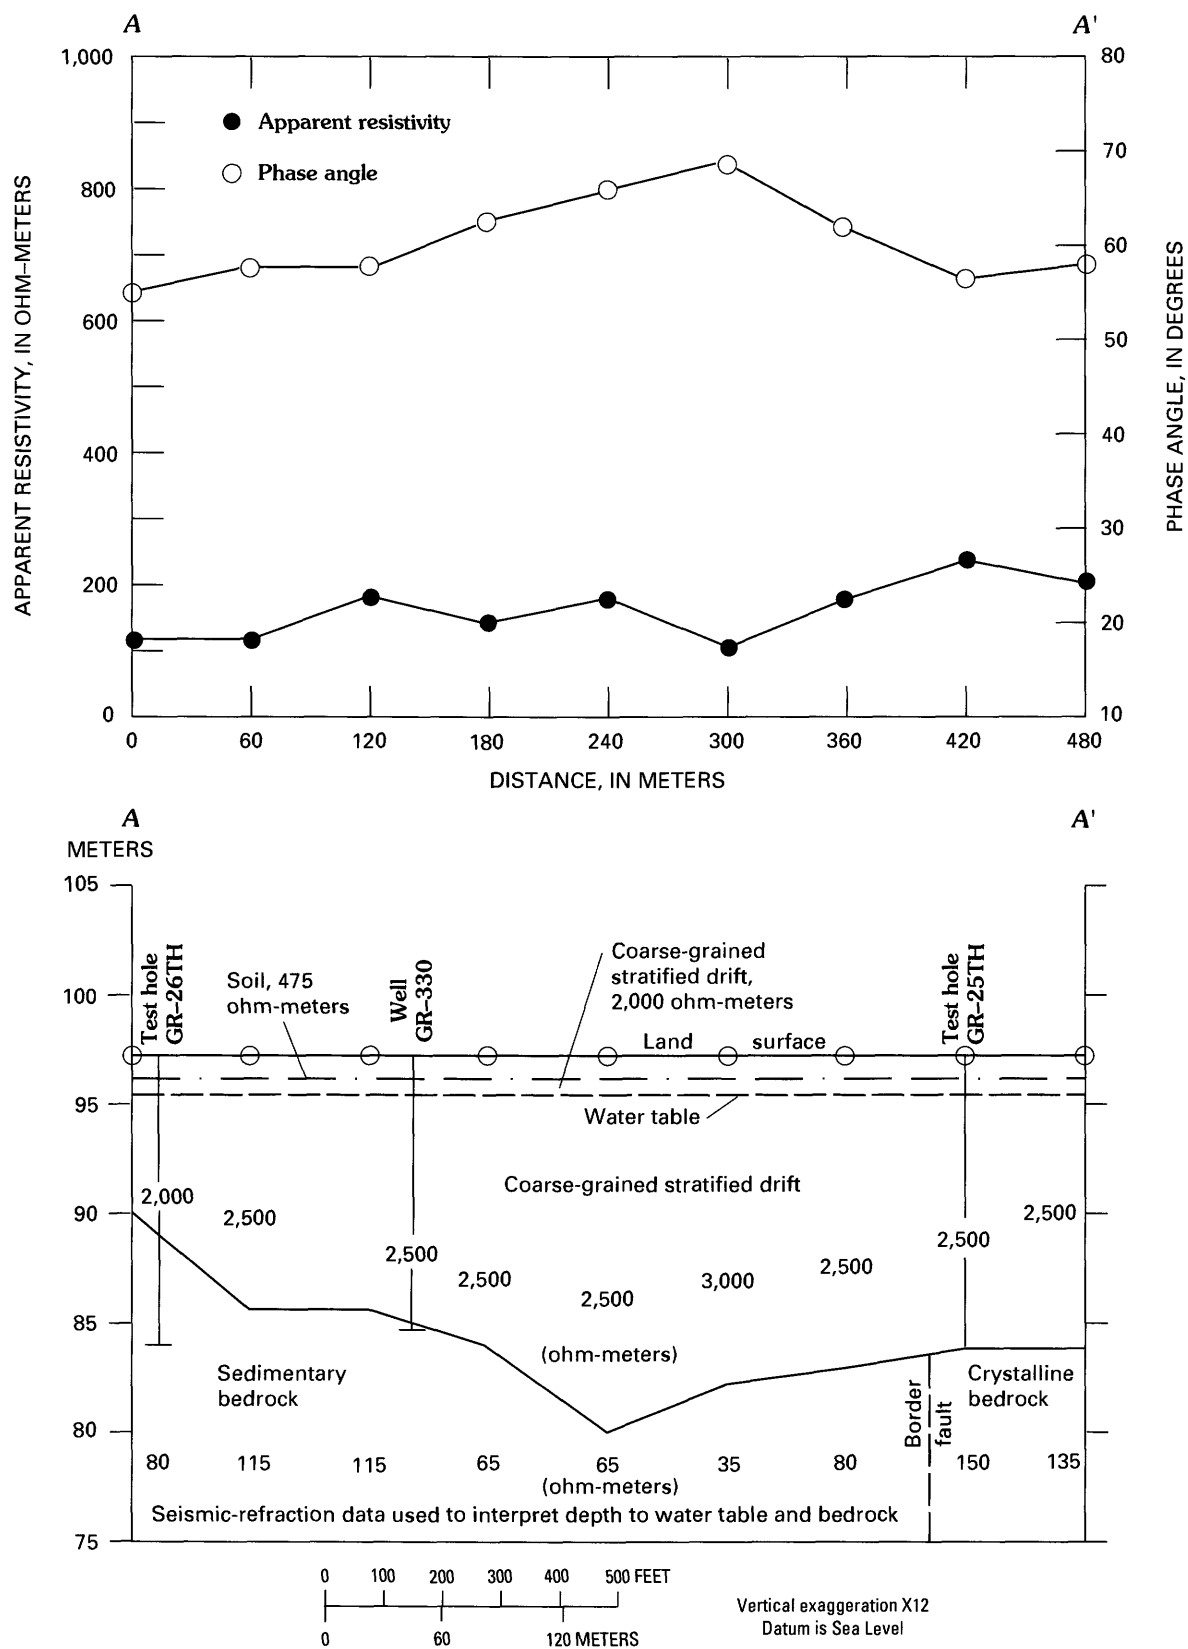 A A'
1,000
800
600
400
200
0
APPARENT RESISTIVITY, IN OHM–METERS
Apparent resistivity
Phase angle
80
70
60
50
40
30
20
10
PHASE ANGLE, IN DEGREES
0 60 120 180 240 300 360 420 480
DISTANCE, IN METERS
A A'
METERS
105
100
95
90
85
80
75
Test hole
GR–26TH
Soil, 475
ohm-meters
Well
GR–330
Coarse-grained
stratified drift,
2,000 ohm-meters
Test hole
GR–25TH
Land surface
Water table
Coarse-grained stratified drift
2,000 2,500 2,500 2,500 2,500 3,000 2,500 2,500 2,500
(ohm-meters)
Sedimentary
bedrock
Border
fault
Crystalline
bedrock
80 115 115 65 65 35 80 150 135
(ohm-meters)
Seismic-refraction data used to interpret depth to water table and bedrock
0 100 200 300 400 500 FEET
0 60 120 METERS
Vertical exaggeration X12
Datum is Sea Level